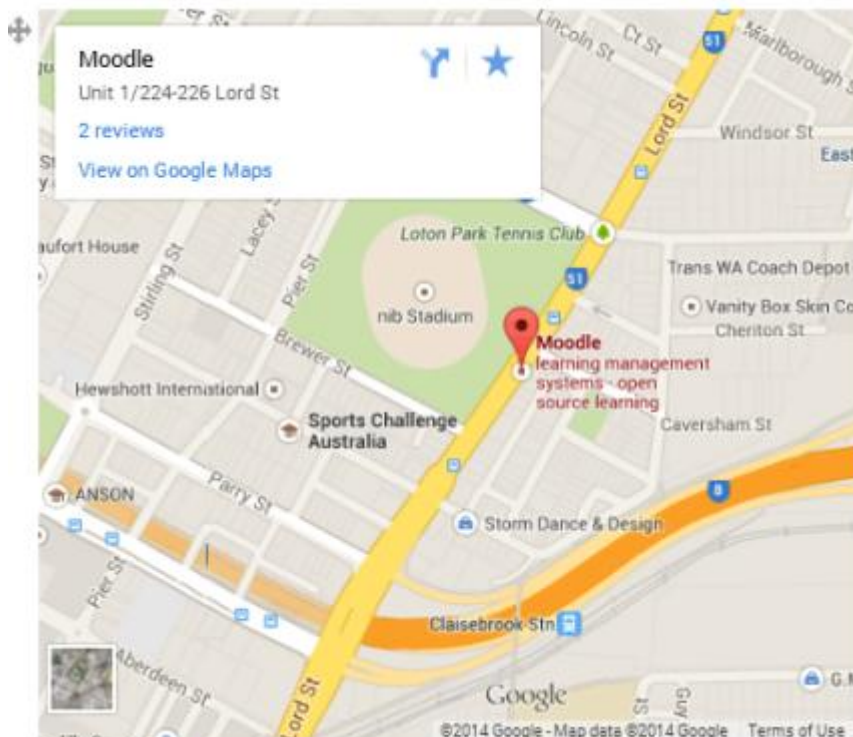 Moodle
Unit 1/224-226 Lord St
2 reviews
View on Google Maps
Lincoln St
Ct St
51
Marlborough S
Lord St
Windsor St
East
Loton Park Tennis Club
Lacey S
aufort House
Stirling St
Pier St
51
Trans WA Coach Depot
nib Stadium
Vanity Box Skin Co
Cheriton St
Moodle
learning management
systems - open
source learning
Brewer St
Hewshott International
Sports Challenge
Australia
Caversham St
ANSON
Parry St
8
Storm Dance & Design
Pier St
Claisebrook Stn
Aberdeen St
Lord St
Google
Guy
St
G.M
©2014 Google - Map data ©2014 Google
Terms of Use